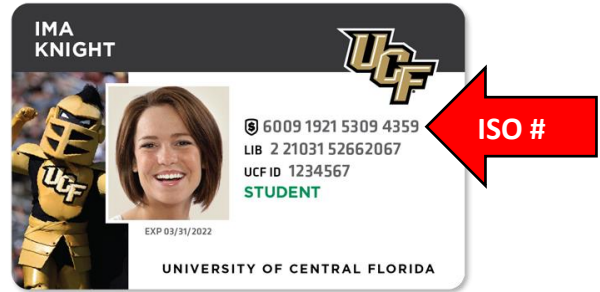 IMA
KNIGHT
UCF
6009 1921 5309 4359
ISO #
LIB 2 21031 52662067
UCF ID 1234567
STUDENT
UCF
EXP 03/31/2022
UNIVERSITY OF CENTRAL FLORIDA